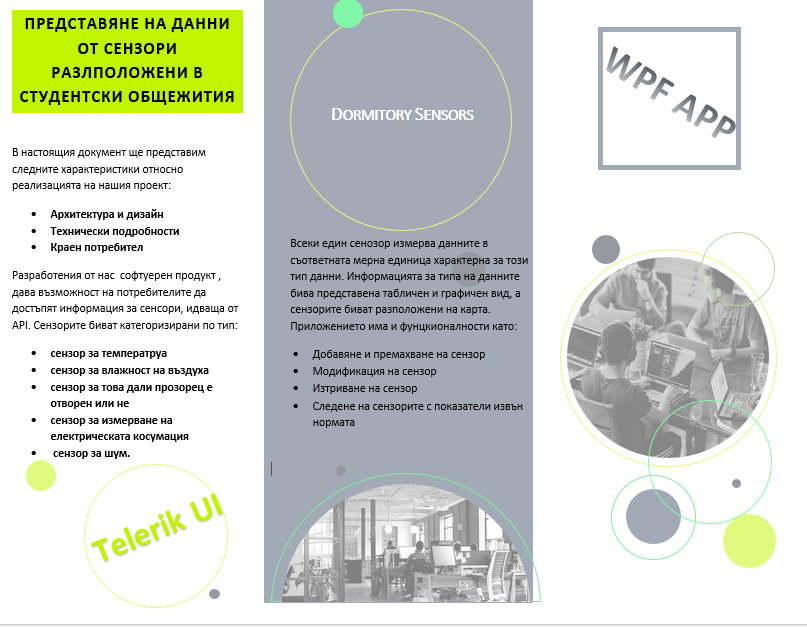 ПРЕДСТАВЯНЕ НА ДАННИ
ОТ СЕНЗОРИ
РАЗЛПОЛОЖЕНИ В
СТУДЕНТСКИ ОБЩЕЖИТИЯ
В настоящия документ ще представим
следните характеристики относно
реализацията на нашия проект:
• Архитектура и дизайн
• Технически подробности
• Краен потребител
Разработения от нас софтуерен продукт ,
дава възможност на потребителите да
достъпят информация за сенсори, идваща от
API. Сензорите биват категоризирани по тип:
• сензор за температруа
• сензор за влажност на въздуха
• сензор за това дали прозорец е
отворен или не
• сензор за измерване на
електрическата косумация
• сензор за шум.
Telerik UI
Dormitory Sensors
Всеки един сенозор измерва данните в
съответната мерна единица характерна за този
тип данни. Информацията за типа на данните
бива представена табличен и графичен вид, а
сензорите биват разположени на карта.
Приложението има и фунцкионалности като:
• Добавяне и премахване на сензор
• Модификация на сензор
• Изтриване на сензор
• Следене на сензорите с показатели извън
нормата
WPF APP